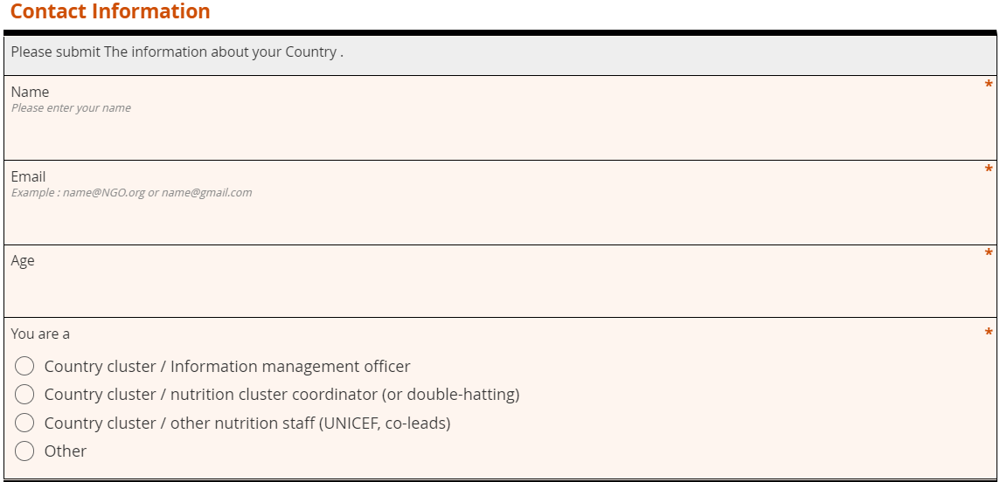 Contact Information
Please submit The information about your Country .
Name
*
Please enter your name
Email
*
Example : name@NGO.org or name@gmail.com
Age
*
You are a
*
Country cluster / Information management officer
Country cluster / nutrition cluster coordinator (or double-hatting)
Country cluster / other nutrition staff (UNICEF, co-leads)
Other